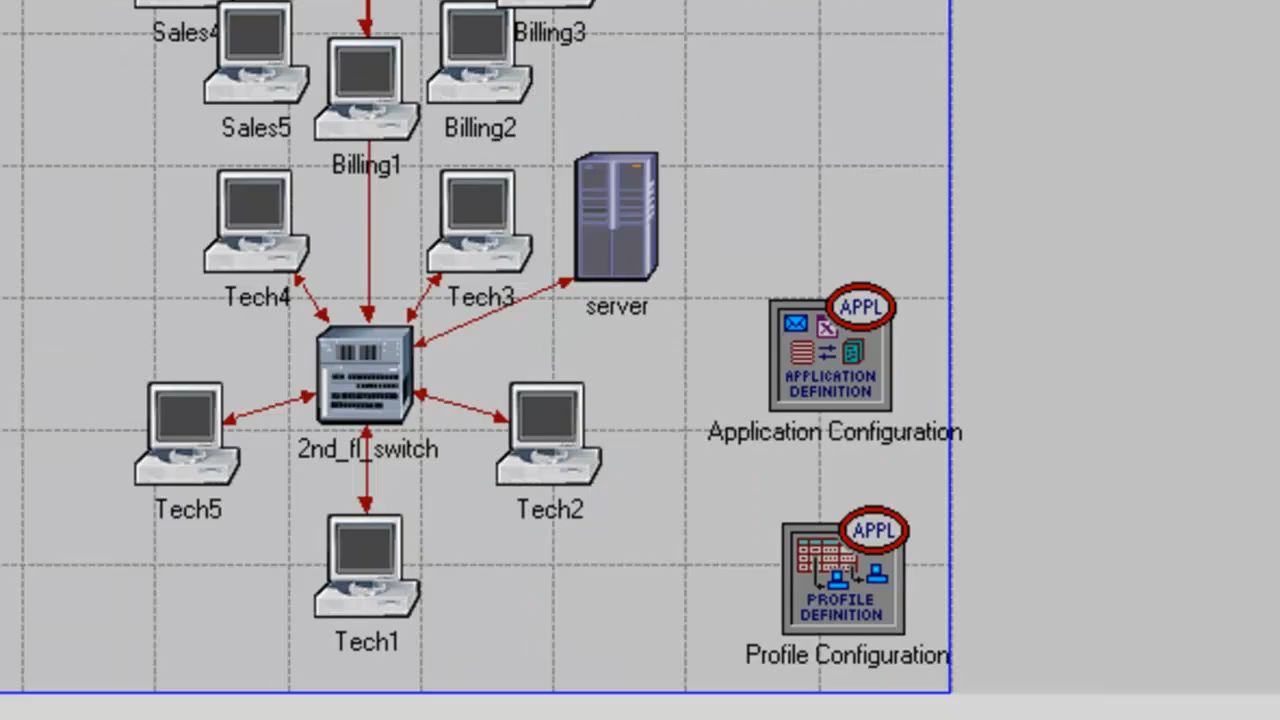 Sales4
Billing3
Sales5
Billing2
Billing1
Tech4
Tech3
server
APPL
APPLICATION
DEFINITION
Application Configuration
2nd_fl_switch
Tech5
Tech2
APPL
PROFILE
DEFINITION
Tech1
Profile Configuration